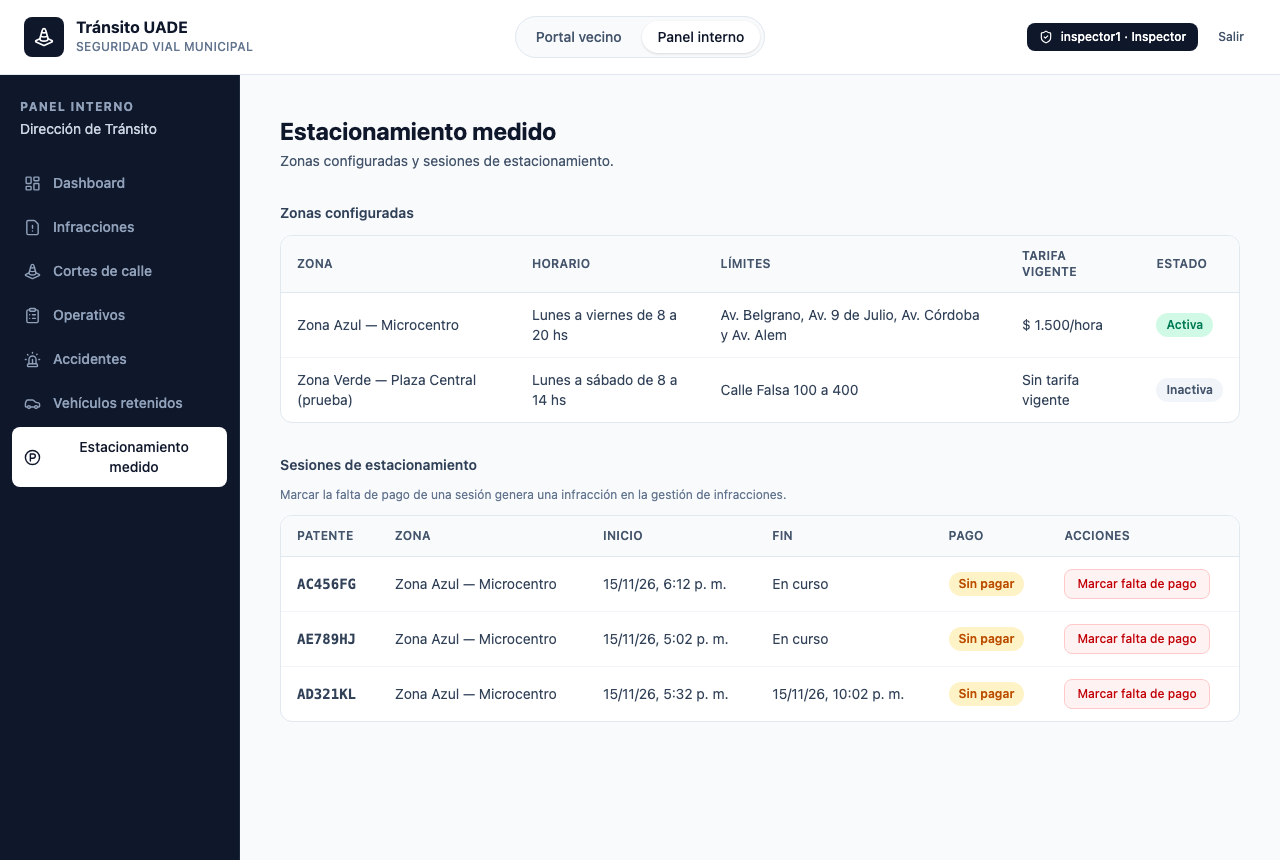 Tránsito UADE
SEGURIDAD VIAL MUNICIPAL
Portal vecino
Panel interno
inspector1 · Inspector
Salir
PANEL INTERNO
Dirección de Tránsito
Dashboard
Infracciones
Cortes de calle
Operativos
Accidentes
Vehículos retenidos
P
Estacionamiento
medido
Estacionamiento medido
Zonas configuradas y sesiones de estacionamiento.
Zonas configuradas
ZONA HORARIO LÍMITES TARIFA VIGENTE ESTADO
Zona Azul — Microcentro
Lunes a viernes de 8 a
20 hs
Av. Belgrano, Av. 9 de Julio, Av. Córdoba
y Av. Alem
$ 1.500/hora
Activa
Zona Verde — Plaza Central
(prueba)
Lunes a sábado de 8 a
14 hs
Calle Falsa 100 a 400
Sin tarifa
vigente
Inactiva
Sesiones de estacionamiento
Marcar la falta de pago de una sesión genera una infracción en la gestión de infracciones.
PATENTE ZONA INICIO FIN PAGO ACCIONES
AC456FG Zona Azul — Microcentro 15/11/26, 6:12 p. m. En curso Sin pagar Marcar falta de pago
AE789HJ Zona Azul — Microcentro 15/11/26, 5:02 p. m. En curso Sin pagar Marcar falta de pago
AD321KL Zona Azul — Microcentro 15/11/26, 5:32 p. m. 15/11/26, 10:02 p. m. Sin pagar Marcar falta de pago